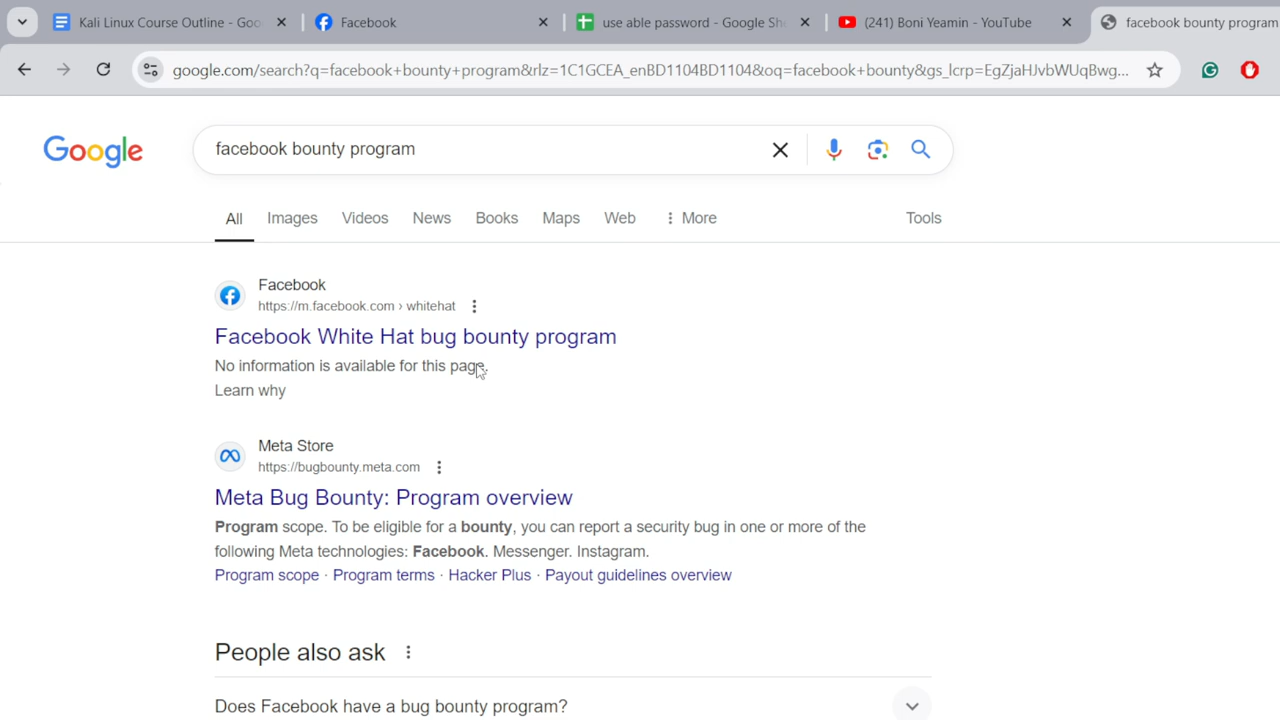 Kali Linux Course Outline - Goo
Facebook
use able password - Google She
(241) Boni Yeamin - YouTube
facebook bounty program
google.com/search?q=facebook+bounty+program&rlz=1C1GCEA_enBD1104BD1104&oq=facebook+bounty&gs_lcrp=EgZjaHJvbWUqBwg...
Google
facebook bounty program
All
Images
Videos
News
Books
Maps
Web
More
Tools
Facebook
https://m.facebook.com › whitehat
Facebook White Hat bug bounty program
No information is available for this page.
Learn why
Meta Store
https://bugbounty.meta.com
Meta Bug Bounty: Program overview
Program scope. To be eligible for a bounty, you can report a security bug in one or more of the
following Meta technologies: Facebook. Messenger. Instagram.
Program scope · Program terms · Hacker Plus · Payout guidelines overview
People also ask
Does Facebook have a bug bounty program?